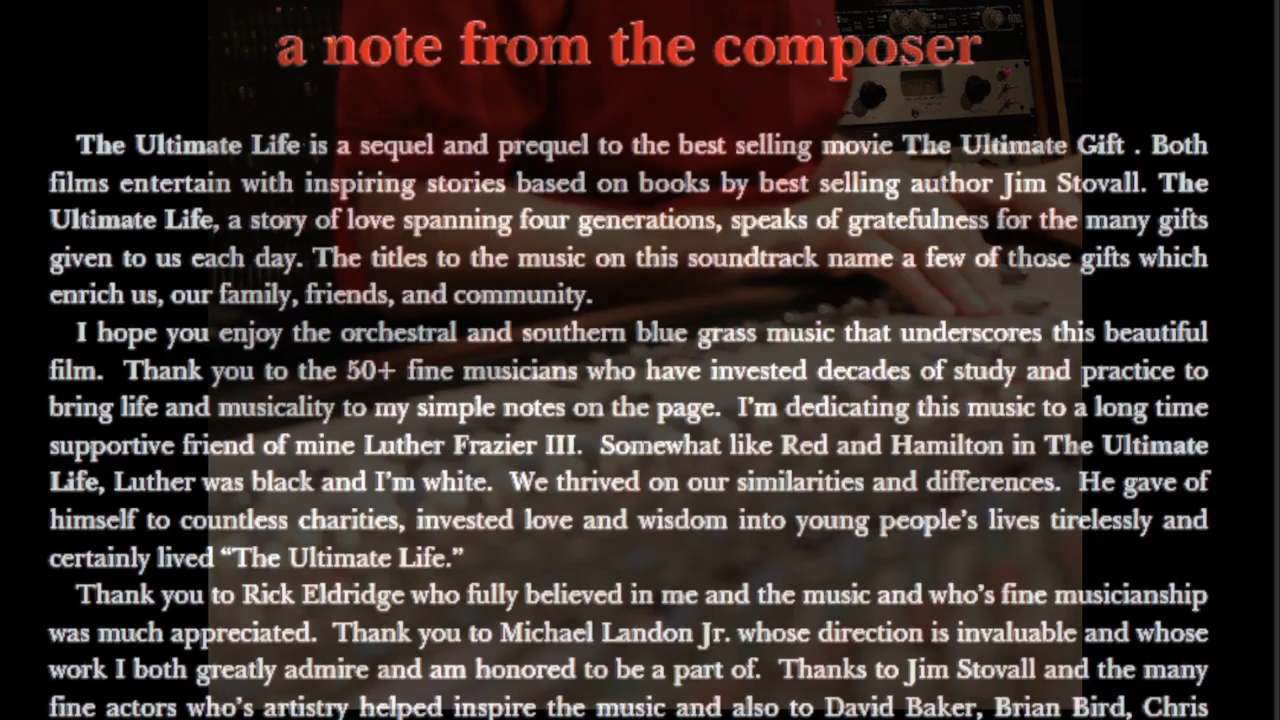 a note from the composer
The Ultimate Life is a sequel and prequel to the best selling movie The Ultimate Gift . Both
films entertain with inspiring stories based on books by best selling author Jim Stovall. The
Ultimate Life, a story of love spanning four generations, speaks of gratefulness for the many gifts
given to us each day. The titles to the music on this soundtrack name a few of those gifts which
enrich us, our family, friends, and community.
I hope you enjoy the orchestral and southern blue grass music that underscores this beautiful
film.  Thank you to the 50+ fine musicians who have invested decades of study and practice to
bring life and musicality to my simple notes on the page.  I'm dedicating this music to a long time
supportive friend of mine Luther Frazier III.  Somewhat like Red and Hamilton in The Ultimate
Life, Luther was black and I'm white.  We thrived on our similarities and differences.  He gave of
himself to countless charities, invested love and wisdom into young people's lives tirelessly and
certainly lived “The Ultimate Life.”
Thank you to Rick Eldridge who fully believed in me and the music and who's fine musicianship
was much appreciated.  Thank you to Michael Landon Jr. whose direction is invaluable and whose
work I both greatly admire and am honored to be a part of.  Thanks to Jim Stovall and the many
fine actors who's artistry helped inspire the music and also to David Baker, Brian Bird, Chris